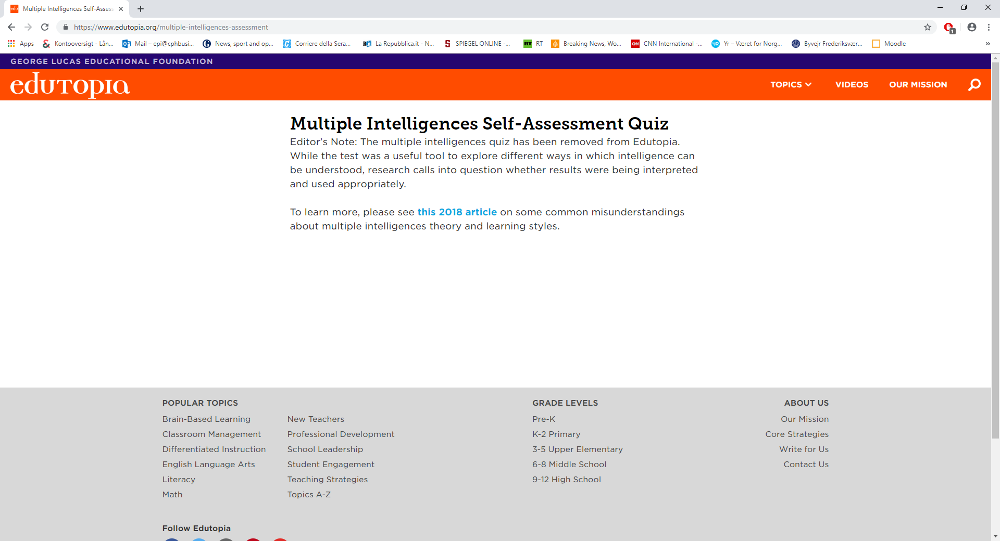 Multiple Intelligences Self-Assess
https://www.edutopia.org/multiple-intelligences-assessment
1
Apps Kontooversigt - Lån... Mail – epi@cphbusi... News, sport and op... Corriere della Sera... La Repubblica.it - N... SPIEGEL ONLINE -... RT Breaking News, Wo... CNN International -... Yr – Været for Norg... Byvejr Frederiksvær... Moodle »
GEORGE LUCAS EDUCATIONAL FOUNDATION
edutopia
TOPICS VIDEOS OUR MISSION
Multiple Intelligences Self-Assessment Quiz
Editor’s Note: The multiple intelligences quiz has been removed from Edutopia.
While the test was a useful tool to explore different ways in which intelligence can
be understood, research calls into question whether results were being interpreted
and used appropriately.
To learn more, please see this 2018 article on some common misunderstandings
about multiple intelligences theory and learning styles.
POPULAR TOPICS
Brain-Based Learning
Classroom Management
Differentiated Instruction
English Language Arts
Literacy
Math
New Teachers
Professional Development
School Leadership
Student Engagement
Teaching Strategies
Topics A-Z
GRADE LEVELS
Pre-K
K-2 Primary
3-5 Upper Elementary
6-8 Middle School
9-12 High School
ABOUT US
Our Mission
Core Strategies
Write for Us
Contact Us
Follow Edutopia